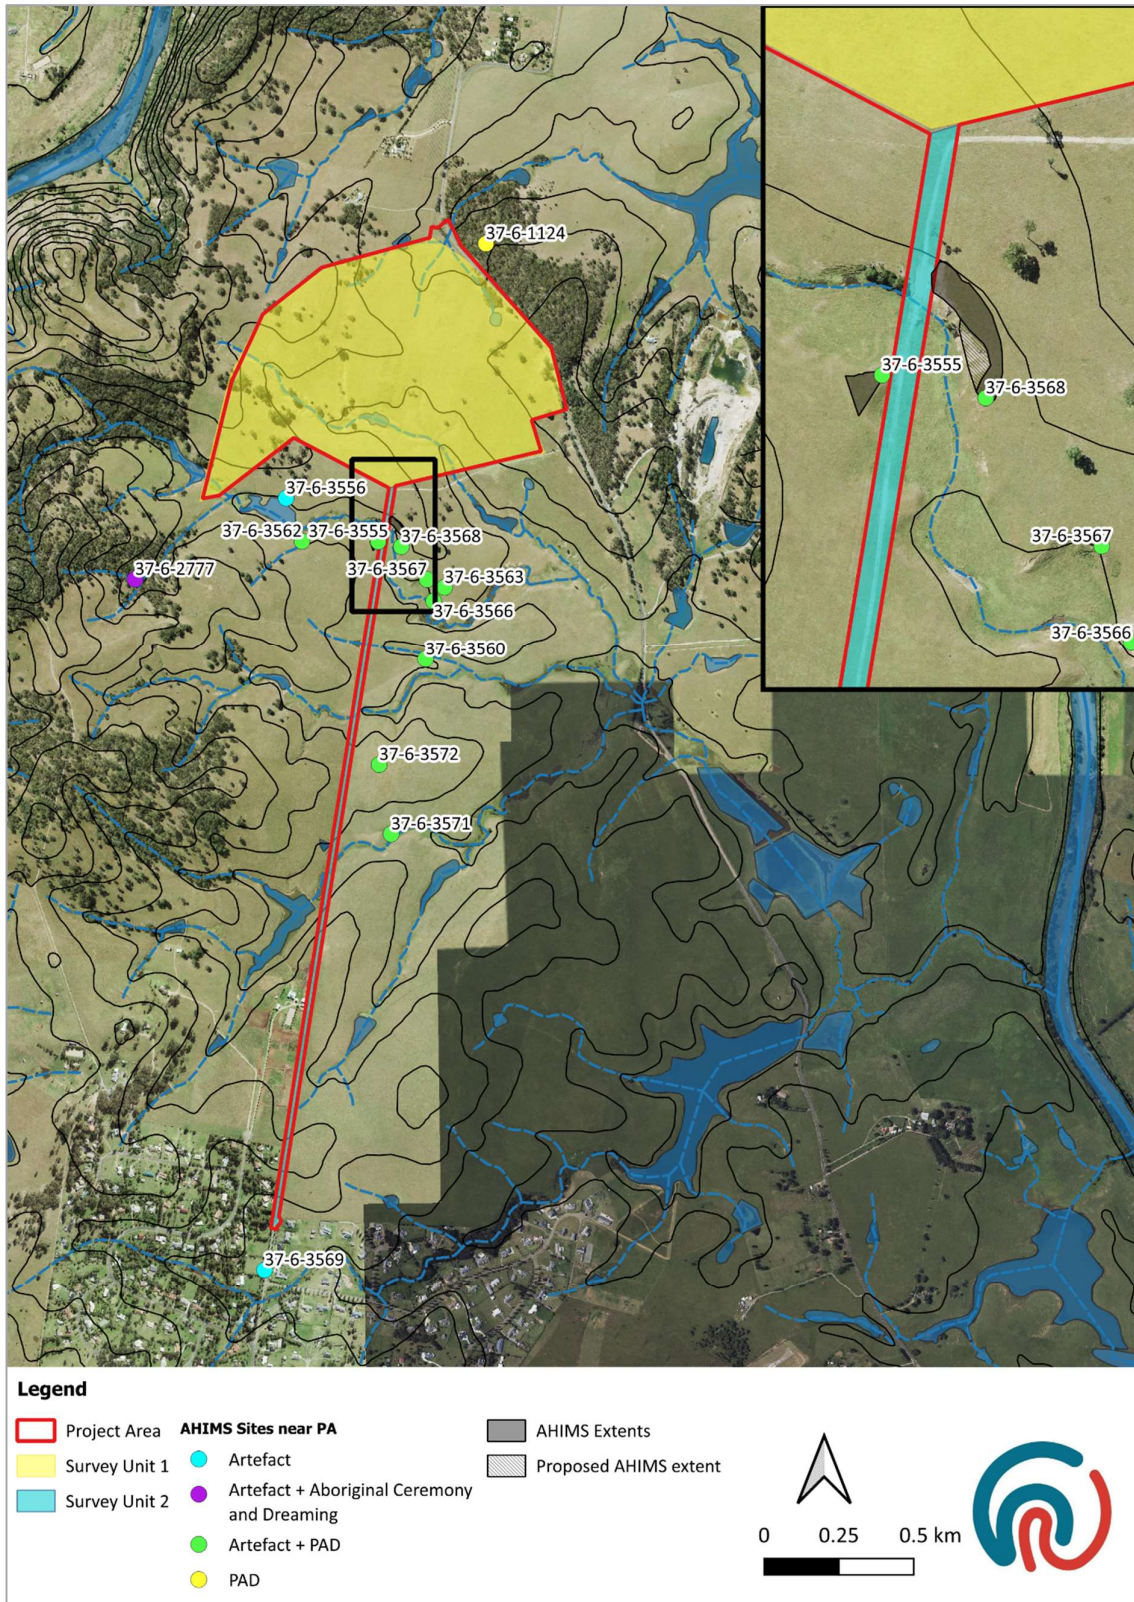 37-6-1124
37-6-3556
37-6-3562
37-6-3555
37-6-3568
37-6-2777
37-6-3567
37-6-3563
37-6-3566
37-6-3560
37-6-3572
37-6-3571
37-6-3569
37-6-3555
37-6-3568
37-6-3567
37-6-3566
Legend
Project Area
Survey Unit 1
Survey Unit 2
AHIMS Sites near PA
Artefact
Artefact + Aboriginal Ceremony
and Dreaming
Artefact + PAD
PAD
AHIMS Extents
Proposed AHIMS extent
0 0.25 0.5 km